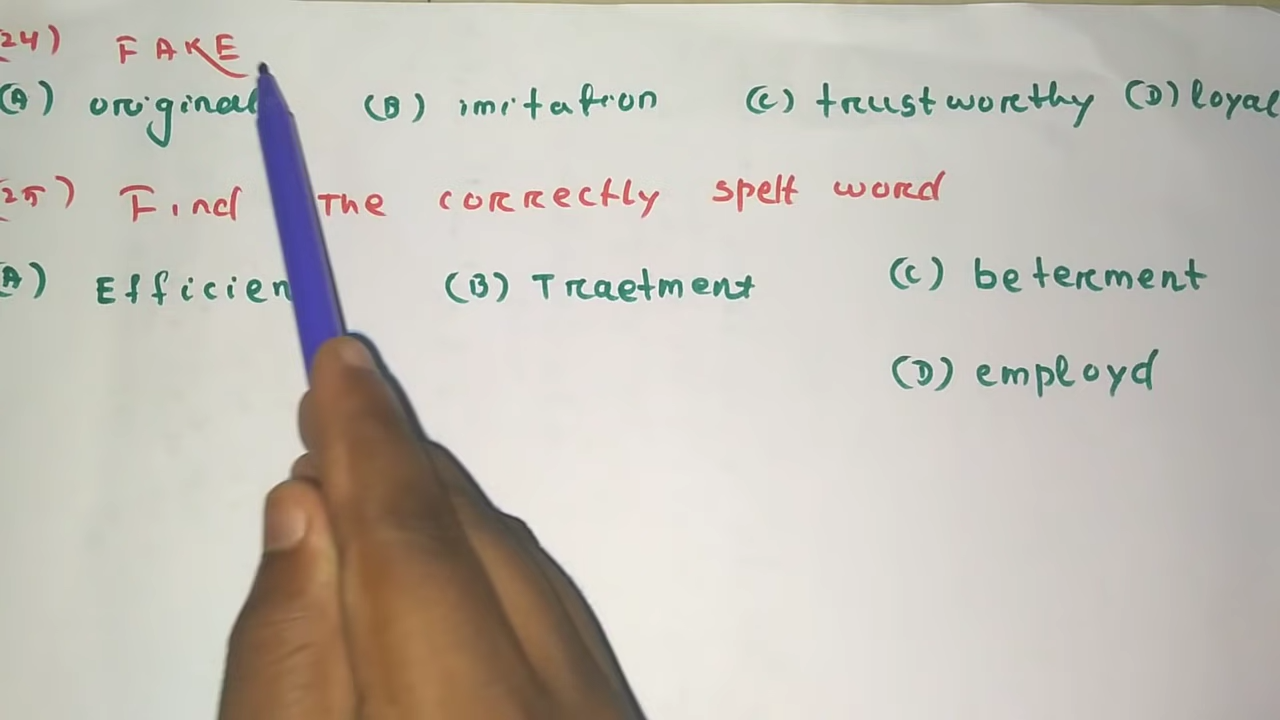 24) FAKE
(A) original (B) imitation (C) trustworthy (D) loyal
25) Find the correctly spelt word
A) Efficien (B) Traetment (C) beterment
(D) employd